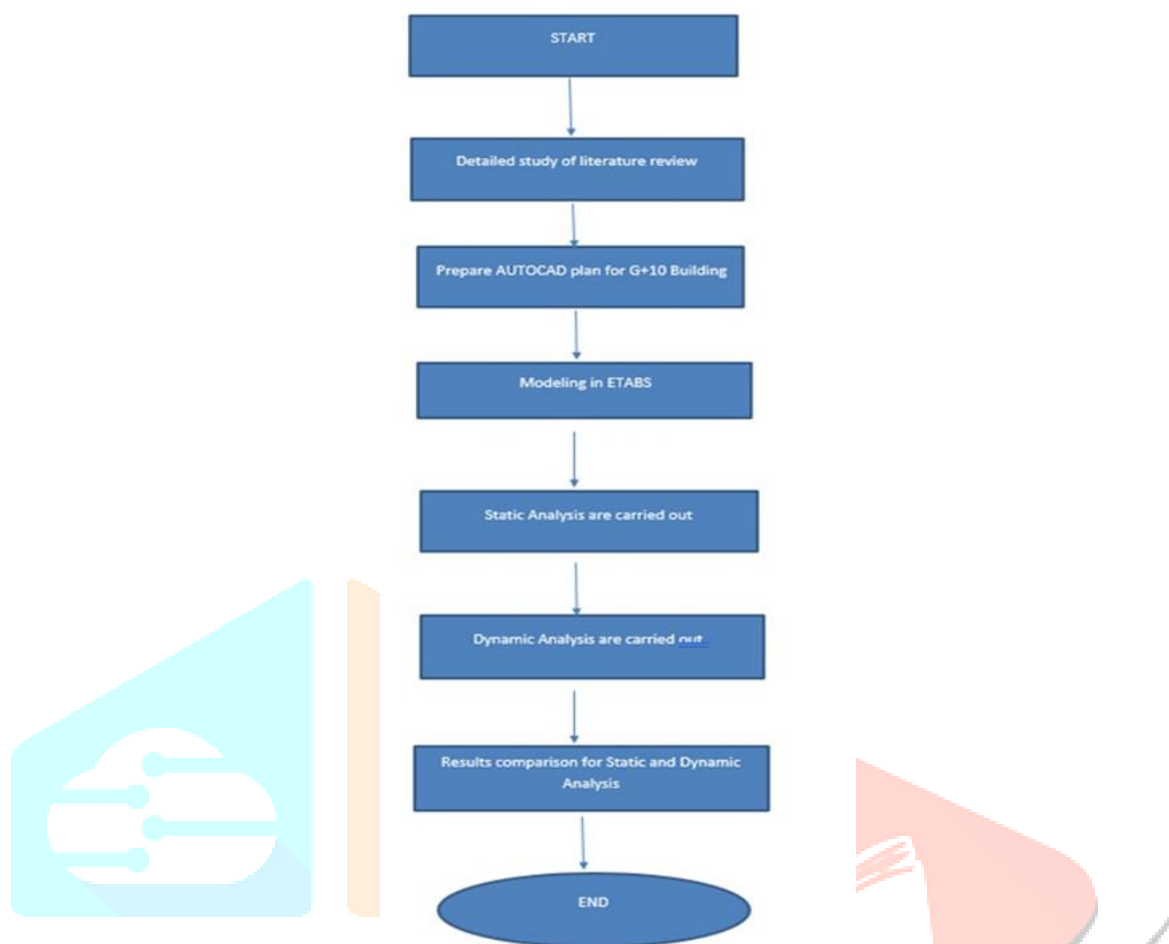 START
Detailed study of literature review
Prepare AUTOCAD plan for G+10 Building
Modeling in ETABS
Static Analysis are carried out
Dynamic Analysis are carried out
Results comparison for Static and Dynamic
Analysis
END